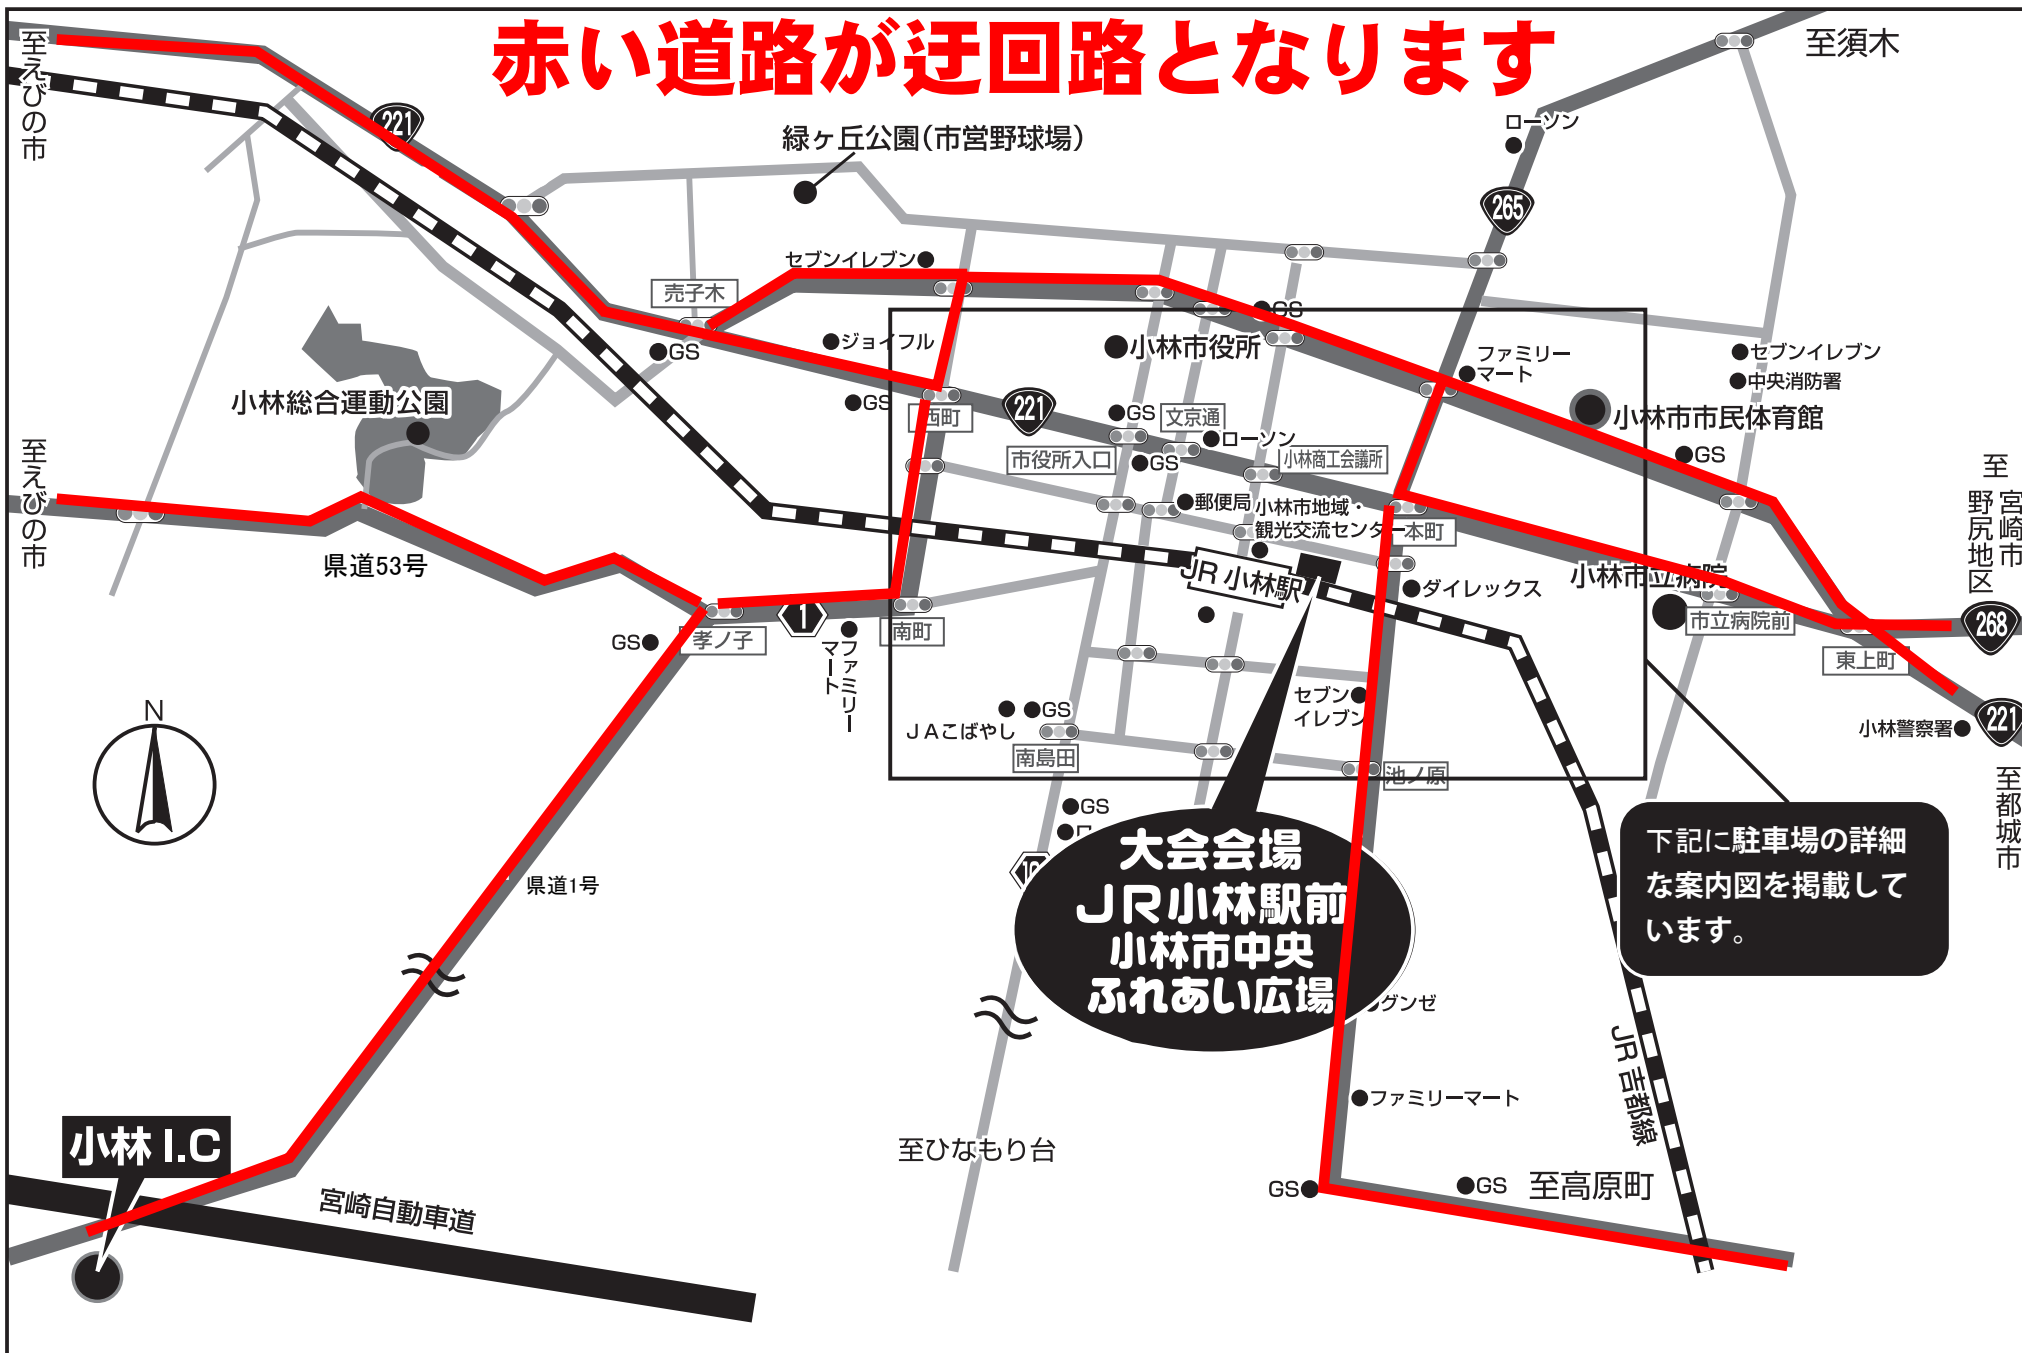 赤い道路が迂回路となります
至えびの市
至須木
ローソン
221
緑ヶ丘公園(市営野球場)
265
セブンイレブン
売子木
GS
ジョイフル
GS
小林市役所
ファミリー
マート
セブンイレブン
中央消防署
小林総合運動公園
GS
西町
221
GS
文京通
ローソン
小林市市民体育館
市役所入口
GS
小林商工会議所
GS
至えびの市
至
宮崎市
野尻地区
郵便局
小林市地域・
観光交流センター
本町
県道53号
JR 小林駅
ダイレックス
小林市立病院
市立病院前
268
1
南町
孝ノ子
GS
ファミリー
マート
東上町
N
セブン
イレブン
GS
JAこばやし
南島田
池ノ原
小林警察署
221
至都城市
GS
大会会場
JR小林駅前
小林市中央
ふれあい広場
下記に駐車場の詳細
な案内図を掲載して
います。
県道1号
グンゼ
JR 吉都線
ファミリーマート
小林 I.C
至ひなもり台
宮崎自動車道
GS
GS
至高原町